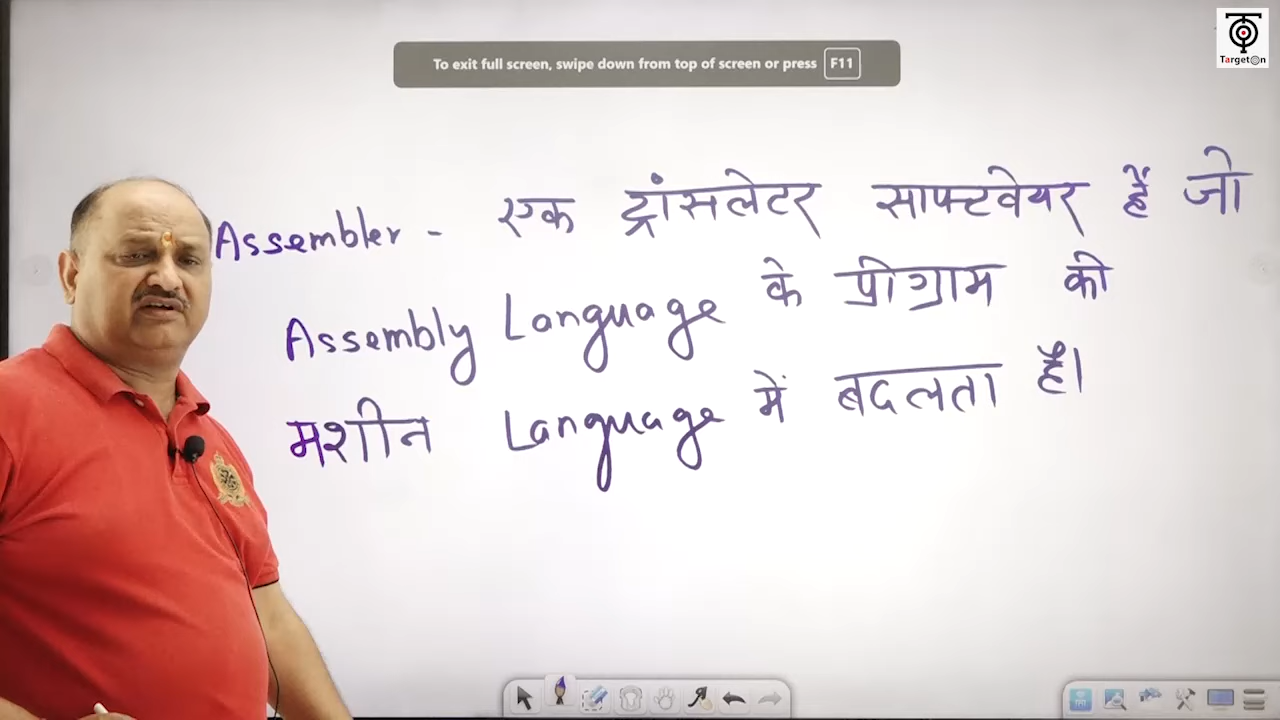 To exit full screen, swipe down from top of screen or press F11
TargetOn
Assembler - एक ट्रांसलेटर साफ्टवेयर है जो
Assembly Language के प्रोग्राम को
मशीन Language में बदलता है।